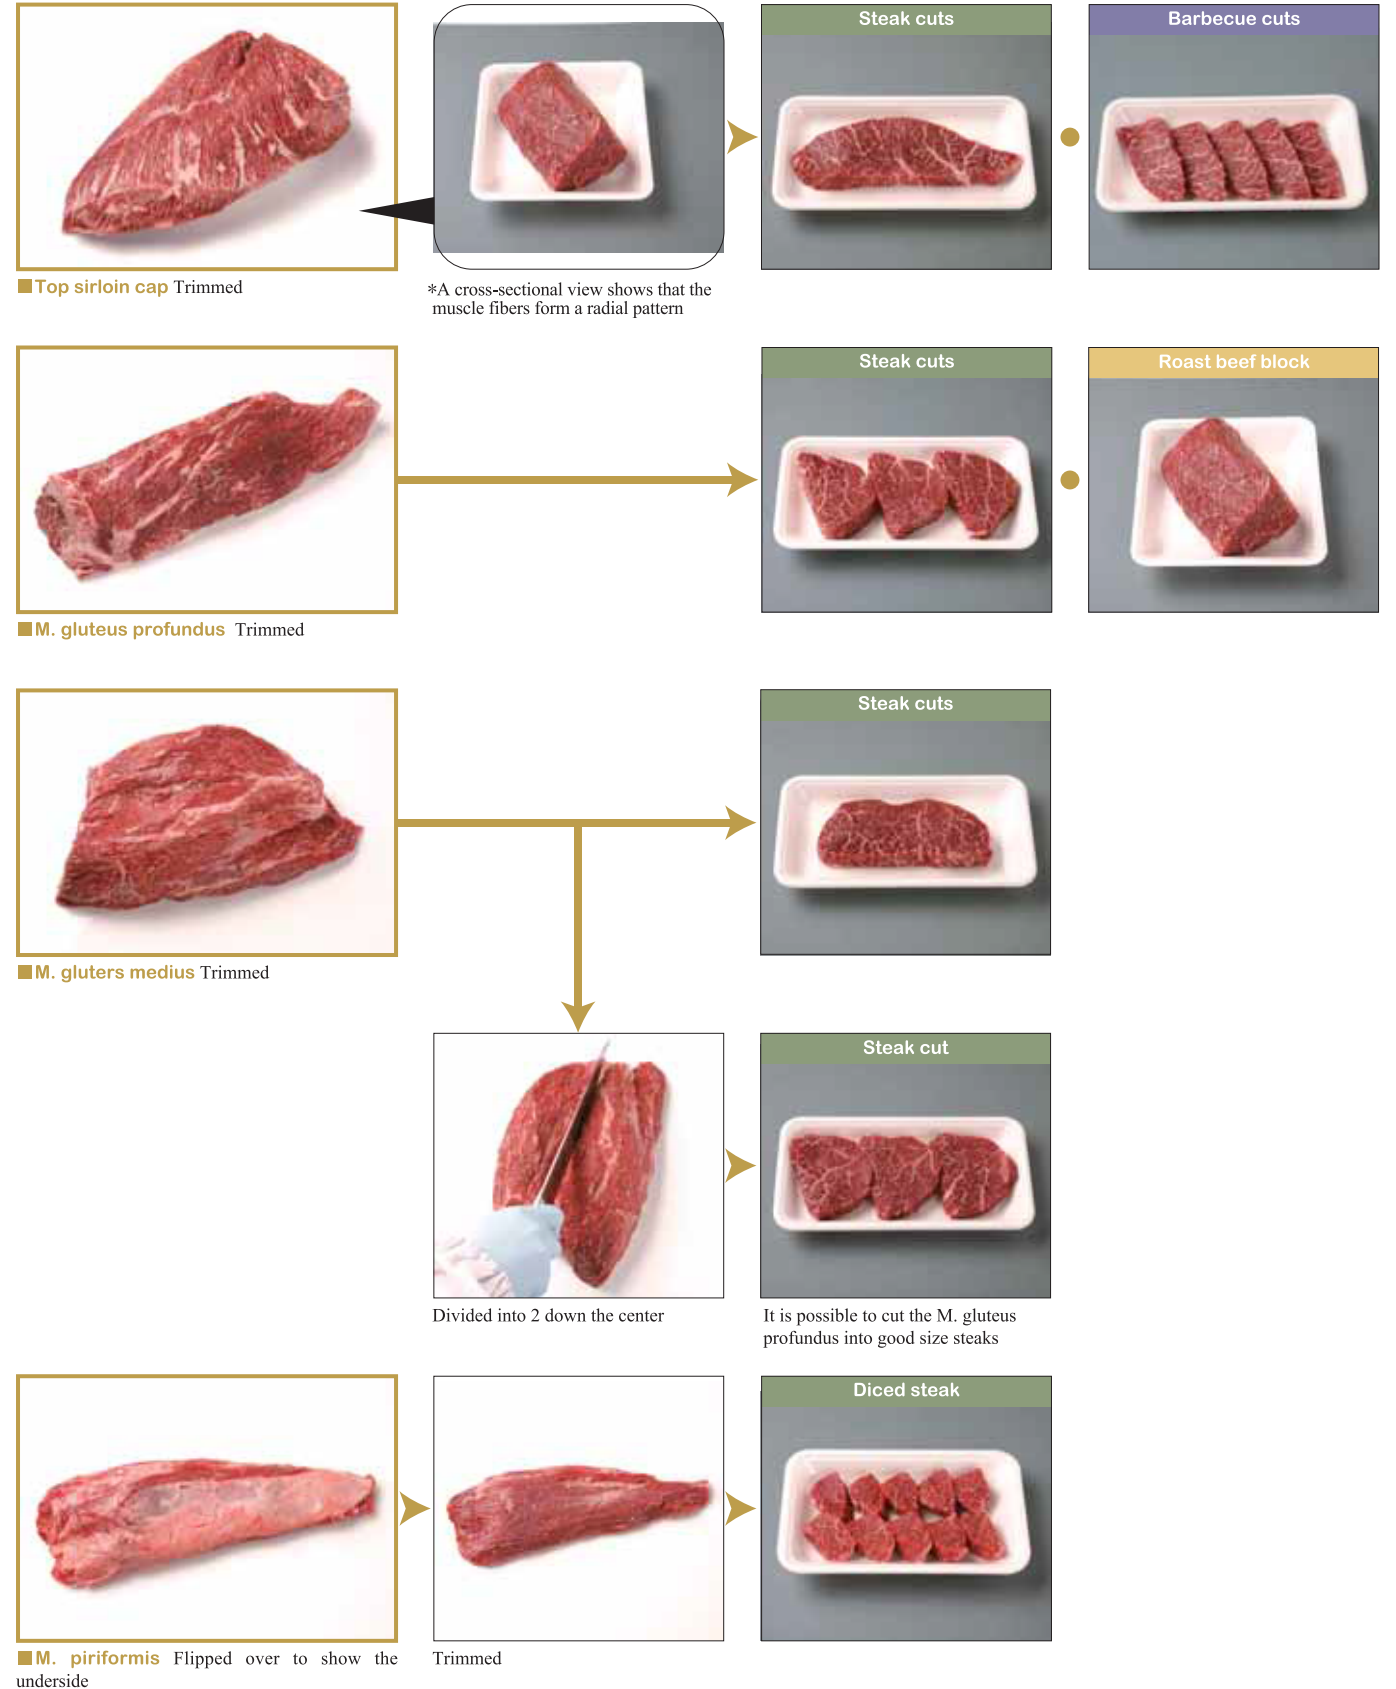 Steak cuts
Barbecue cuts
■Top sirloin cap Trimmed
*A cross-sectional view shows that the
muscle fibers form a radial pattern
Steak cuts
Roast beef block
■M. gluteus profundus Trimmed
Steak cuts
■M. gluters medius Trimmed
Steak cut
Divided into 2 down the center
It is possible to cut the M. gluteus
profundus into good size steaks
Diced steak
■M. piriformis Flipped over to show the
underside
Trimmed